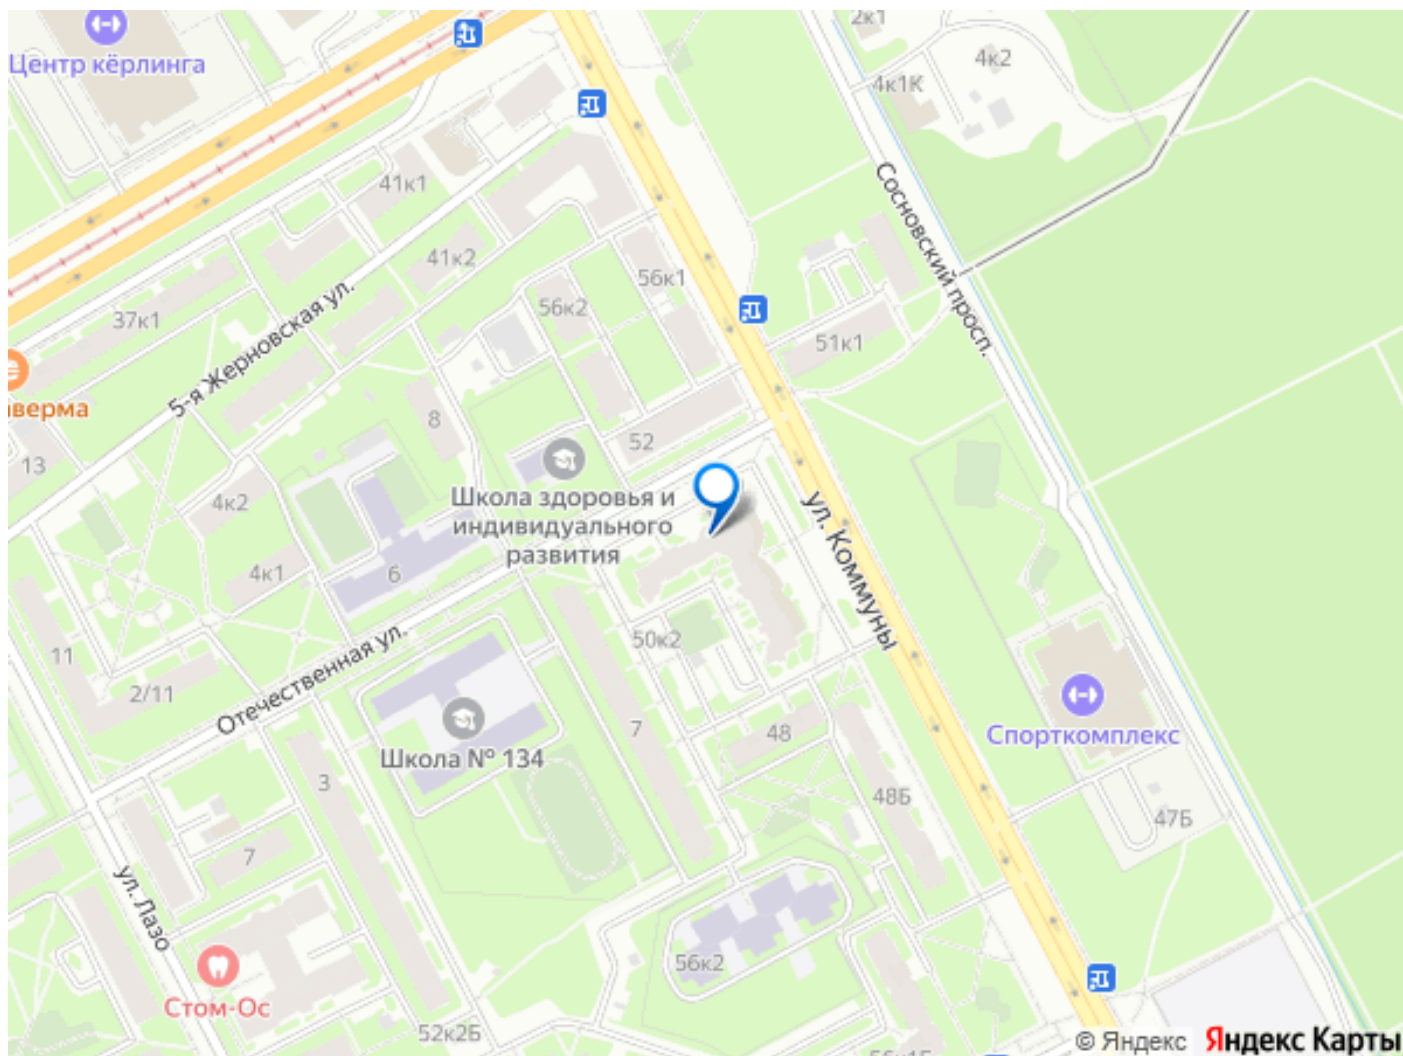 2к1
4к2
Центр кёрлинга
4к1К
41к1
Сосновский просп.
41к2
56к1
56к2
37к1
51к1
5-я Жерновская ул.
аверма
8
52
13
Школа здоровья и
индивидуального
развития
4к2
ул. Коммуны
4к1
6
50к2
11
Отечественная ул.
2/11
7
48
Спорткомплекс
Школа № 134
3
48Б
47Б
7
ул. Лазо
56к2
Стом-Ос
52к2Б
© Яндекс Яндекс Карты